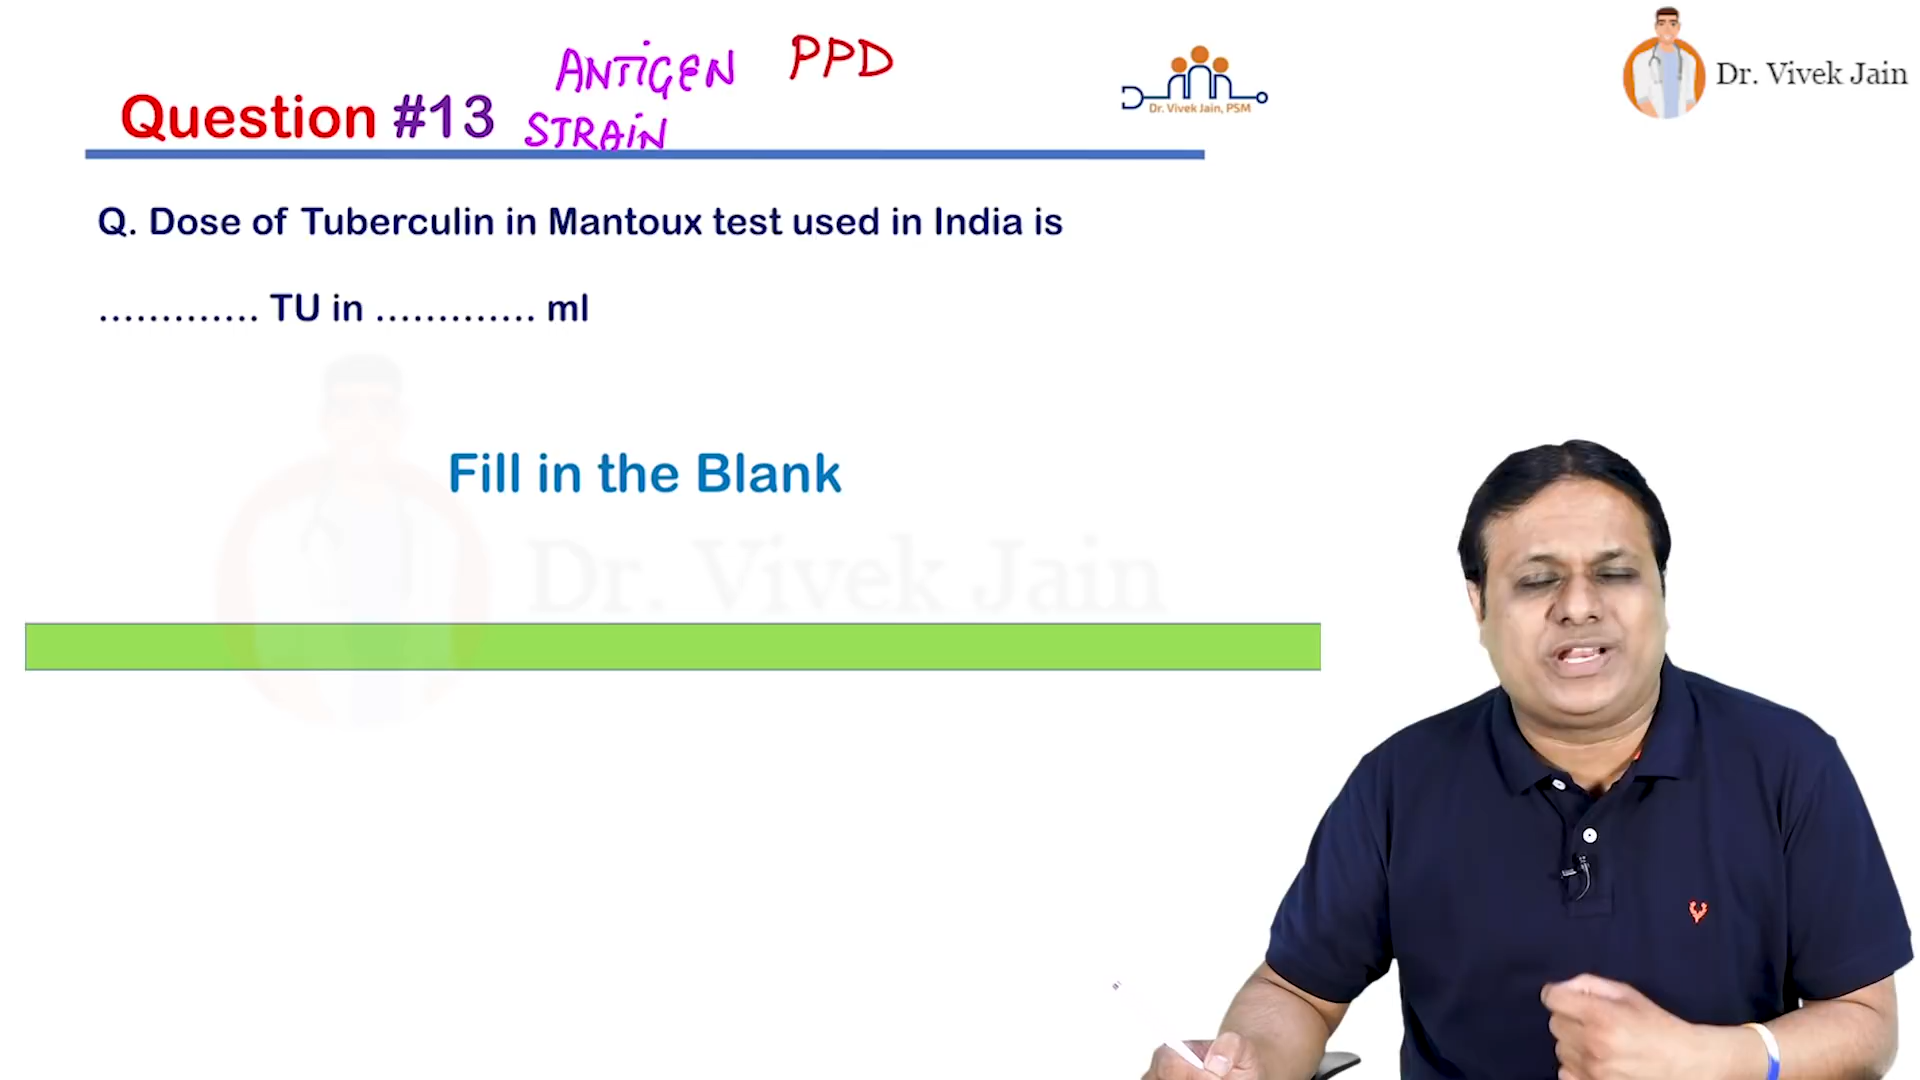 ANTIGEN PPD
Question #13 STRAIN
Dr. Vivek Jain, PSM
Dr. Vivek Jain
Q. Dose of Tuberculin in Mantoux test used in India is
............. TU in ............. ml
Fill in the Blank
Dr. Vivek Jain